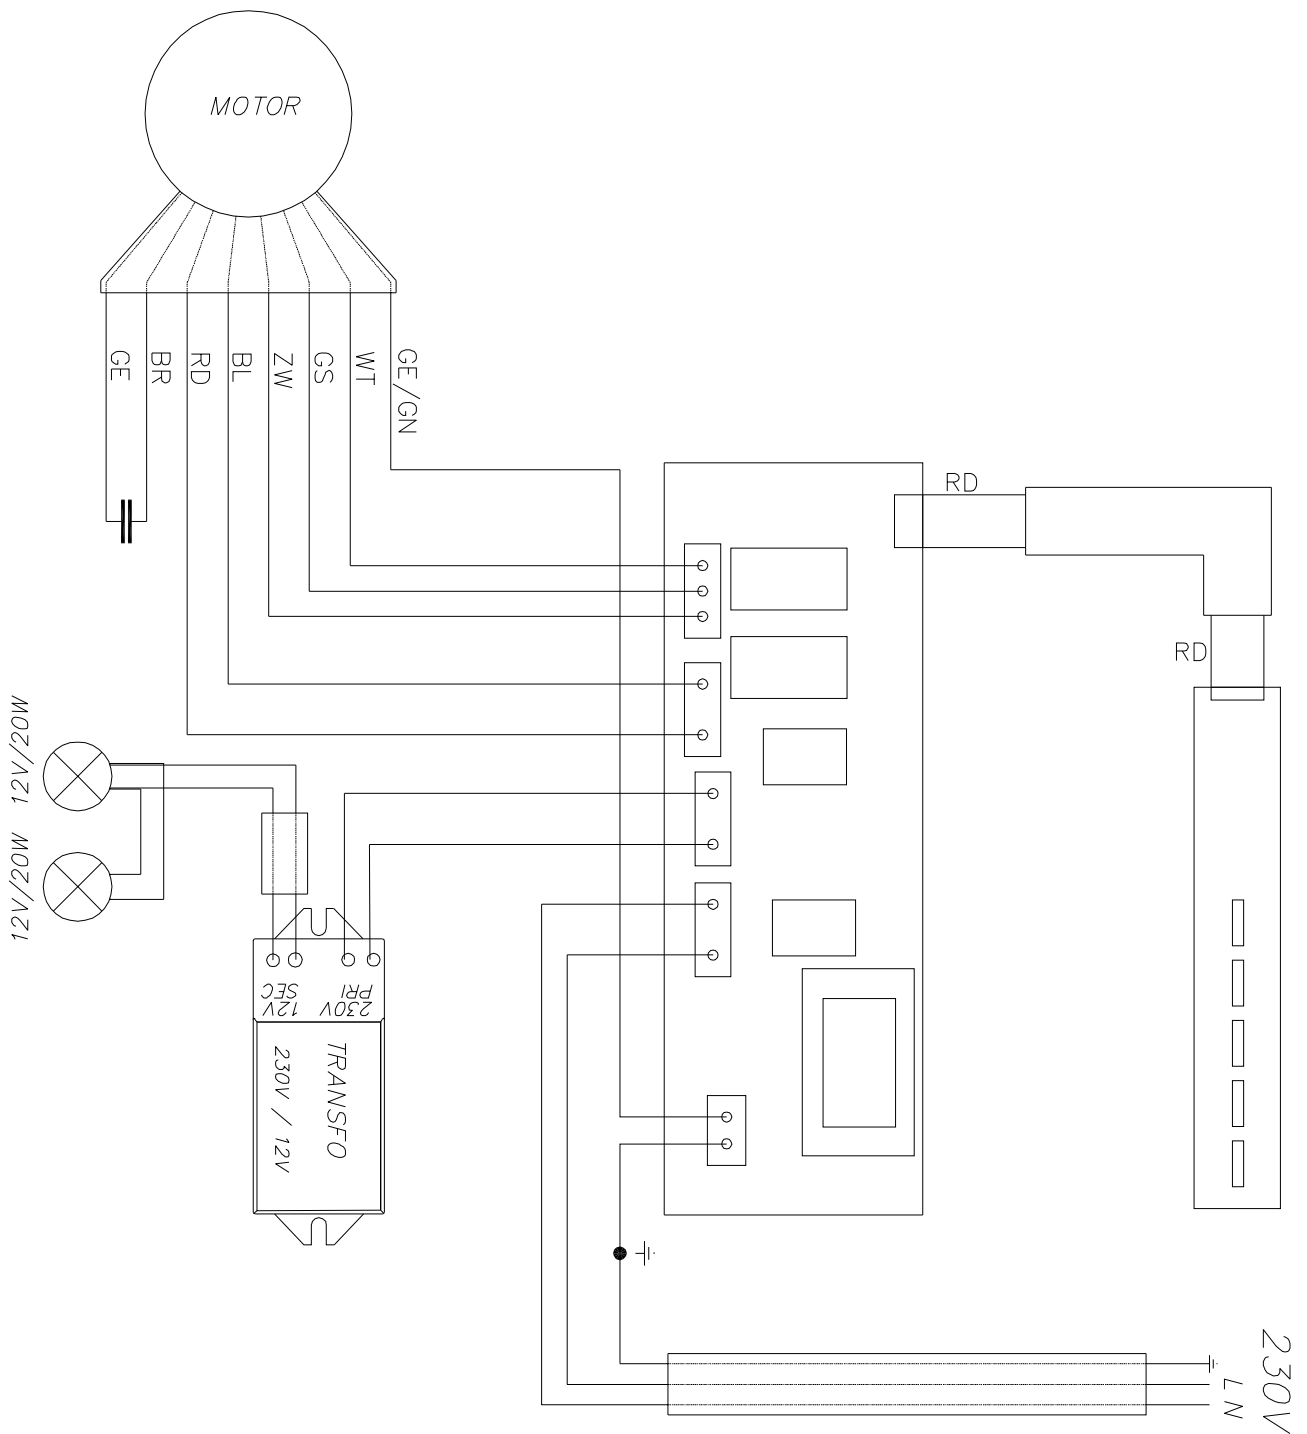 MOTOR
GE
BR
RD
BL
ZW
GS
WT
GE/GN
RD
RD
12V/20W
12V/20W
SEC
12V
PRI
230V
TRANSFO
230V / 12V
230V
L
N